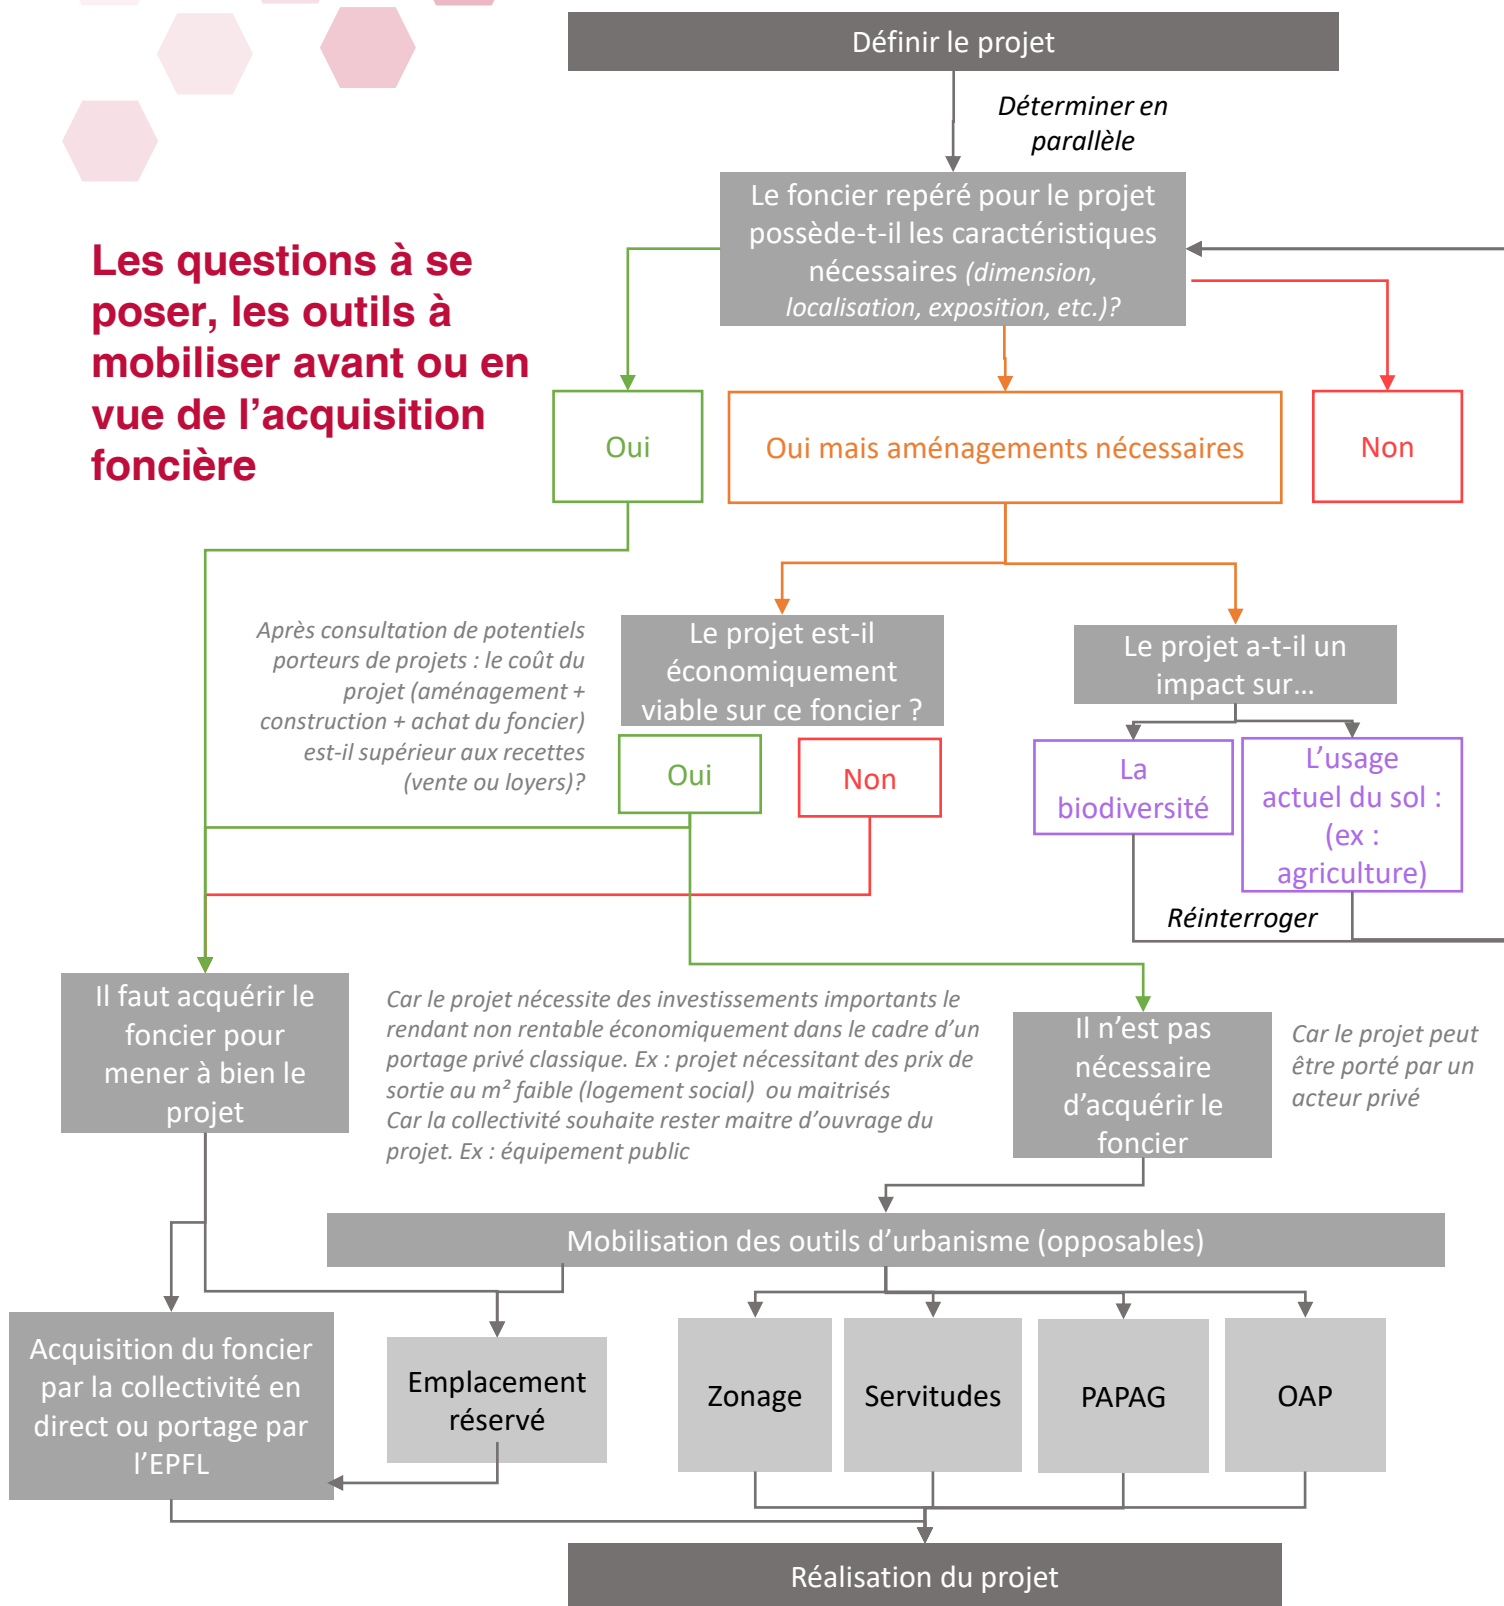 Définir le projet
Déterminer en
parallèle
Le foncier repéré pour le projet
possède-t-il les caractéristiques
nécessaires (dimension,
localisation, exposition, etc.)?
Les questions à se
poser, les outils à
mobiliser avant ou en
vue de l’acquisition
foncière
Oui
Oui mais aménagements nécessaires
Non
Après consultation de potentiels
porteurs de projets : le coût du
projet (aménagement +
construction + achat du foncier)
est-il supérieur aux recettes
(vente ou loyers)?
Le projet est-il
économiquement
viable sur ce foncier ?
Le projet a-t-il un
impact sur…
Oui
Non
La
biodiversité
L’usage
actuel du sol :
(ex :
agriculture)
Réinterroger
Il faut acquérir le
foncier pour
mener à bien le
projet
Car le projet nécessite des investissements importants le
rendant non rentable économiquement dans le cadre d’un
portage privé classique. Ex : projet nécessitant des prix de
sortie au m² faible (logement social) ou maitrisés
Car la collectivité souhaite rester maitre d’ouvrage du
projet. Ex : équipement public
Il n’est pas
nécessaire
d’acquérir le
foncier
Car le projet peut
être porté par un
acteur privé
Mobilisation des outils d’urbanisme (opposables)
Acquisition du foncier
par la collectivité en
direct ou portage par
l’EPFL
Emplacement
réservé
Zonage
Servitudes
PAPAG
OAP
Réalisation du projet